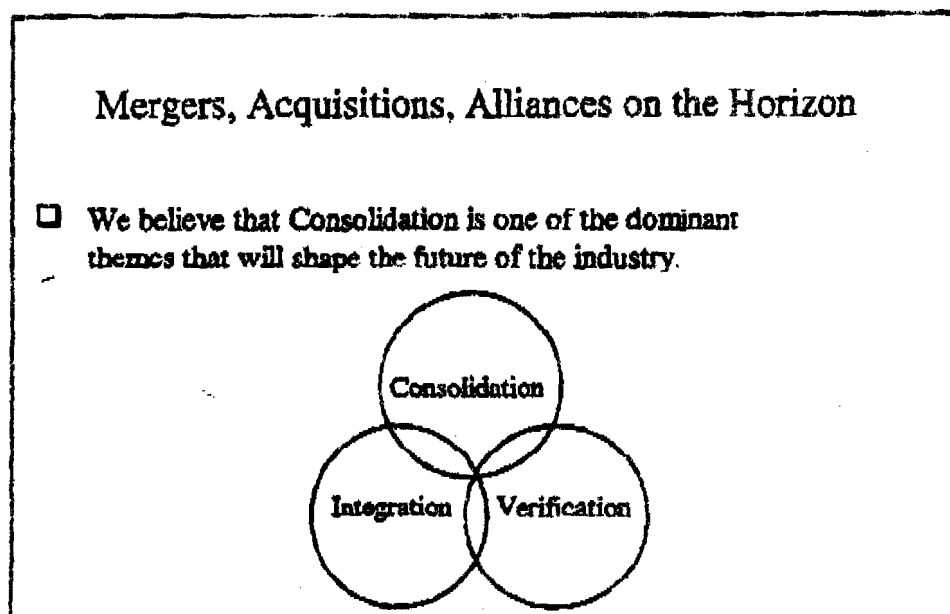 Mergers, Acquisitions, Alliances on the Horizon
We believe that Consolidation is one of the dominant
themes that will shape the future of the industry.
Consolidation
Integration
Verification